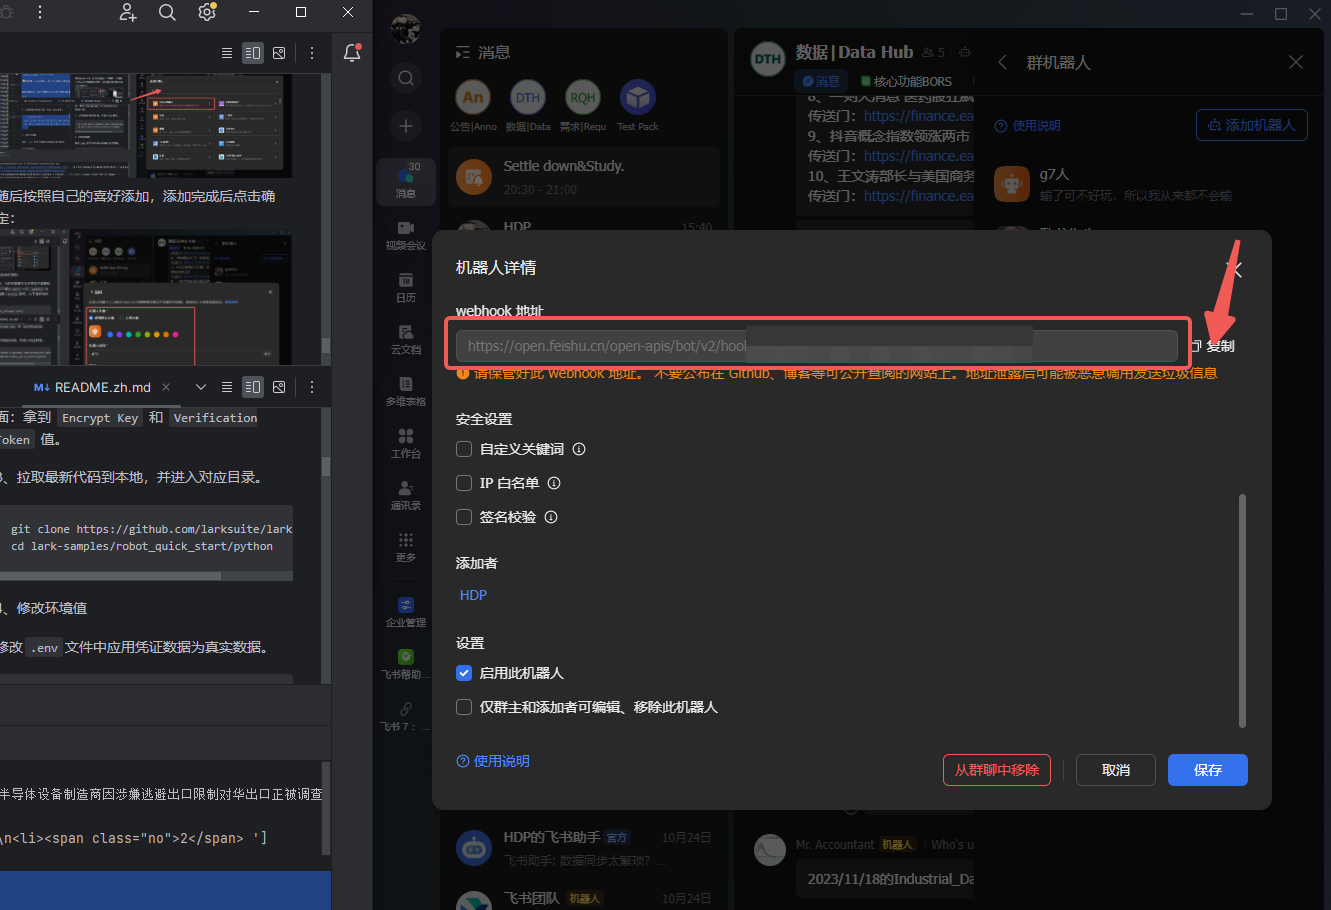 随后按照自己的喜好添加，添加完成后点击确
定：
README.zh.md
面：拿到 Encrypt Key 和 Verification
Token 值。
3、拉取最新代码到本地，并进入对应目录。
git clone https://github.com/larksuite/lark
cd lark-samples/robot_quick_start/python
4、修改环境值
修改 .env 文件中应用凭证数据为真实数据。
半导体设备制造商因涉嫌逃避出口限制对华出口正被调查
\n<li><span class="no">2</span> ']
30
消息
视频会议
日历
云文档
多维表格
工作台
通讯录
更多
企业管理
飞书帮助...
飞书 7：...
消息
An
DTH
RQH
公告|Anno
数据|Data
需求|Requ
Test Pack
Settle down&Study.
20:30 - 21:00
HDP
15:40
DTH
数据 | Data Hub
5
消息
核心功能BORS
传送门：https://finance.ea
9、抖音概念指数领涨两市
传送门：https://finance.ea
10、王文涛部长与美国商务
传送门：https://finance.ea
群机器人
使用说明
添加机器人
g7人
输了可不好玩，所以我从来都不会输
机器人详情
webhook 地址
https://open.feishu.cn/open-apis/bot/v2/hook
复制
请保管好此 Webhook 地址。 不要公布在 Github、博客等可公开查阅的网站上。地址泄露后可能被恶意调用发送垃圾信息
安全设置
自定义关键词
IP 白名单
签名校验
添加者
HDP
设置
启用此机器人
仅群主和添加者可编辑、移除此机器人
使用说明
从群聊中移除
取消
保存
HDP的飞书助手
官方
10月24日
飞书助手: 数据同步太繁琐？...
飞书团队
机器人
10月24日
Mr. Accountant
机器人
Who's u
2023/11/18的Industrial_Da